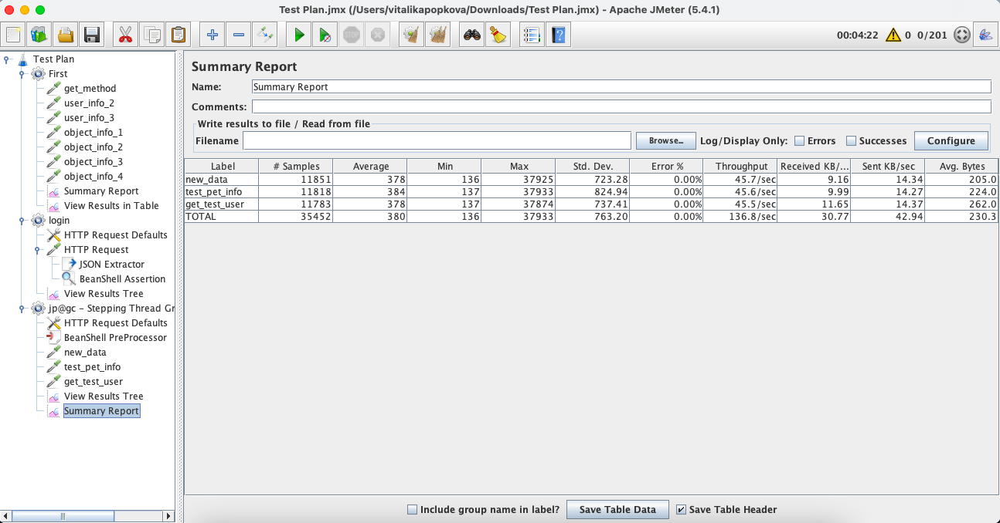 Test Plan.jmx (/Users/vitalikapopkova/Downloads/Test Plan.jmx) - Apache JMeter (5.4.1)
STOP
?
00:04:22 0 0/201
Test Plan
First
get_method
user_info_2
user_info_3
object_info_1
object_info_2
object_info_3
object_info_4
Summary Report
View Results in Table
login
HTTP Request Defaults
HTTP Request
JSON Extractor
BeanShell Assertion
View Results Tree
jp@gc - Stepping Thread Gr
HTTP Request Defaults
BeanShell PreProcessor
new_data
test_pet_info
get_test_user
View Results Tree
Summary Report
Summary Report
Name: Summary Report
Comments:
Write results to file / Read from file
Filename Browse... Log/Display Only: Errors Successes Configure
Label # Samples Average Min Max Std. Dev. Error % Throughput Received KB/... Sent KB/sec Avg. Bytes
new_data 11851 378 136 37925 723.28 0.00% 45.7/sec 9.16 14.34 205.0
test_pet_info 11818 384 137 37933 824.94 0.00% 45.6/sec 9.99 14.27 224.0
get_test_user 11783 378 137 37874 737.41 0.00% 45.5/sec 11.65 14.37 262.0
TOTAL 35452 380 136 37933 763.20 0.00% 136.8/sec 30.77 42.94 230.3
Include group name in label? Save Table Data Save Table Header